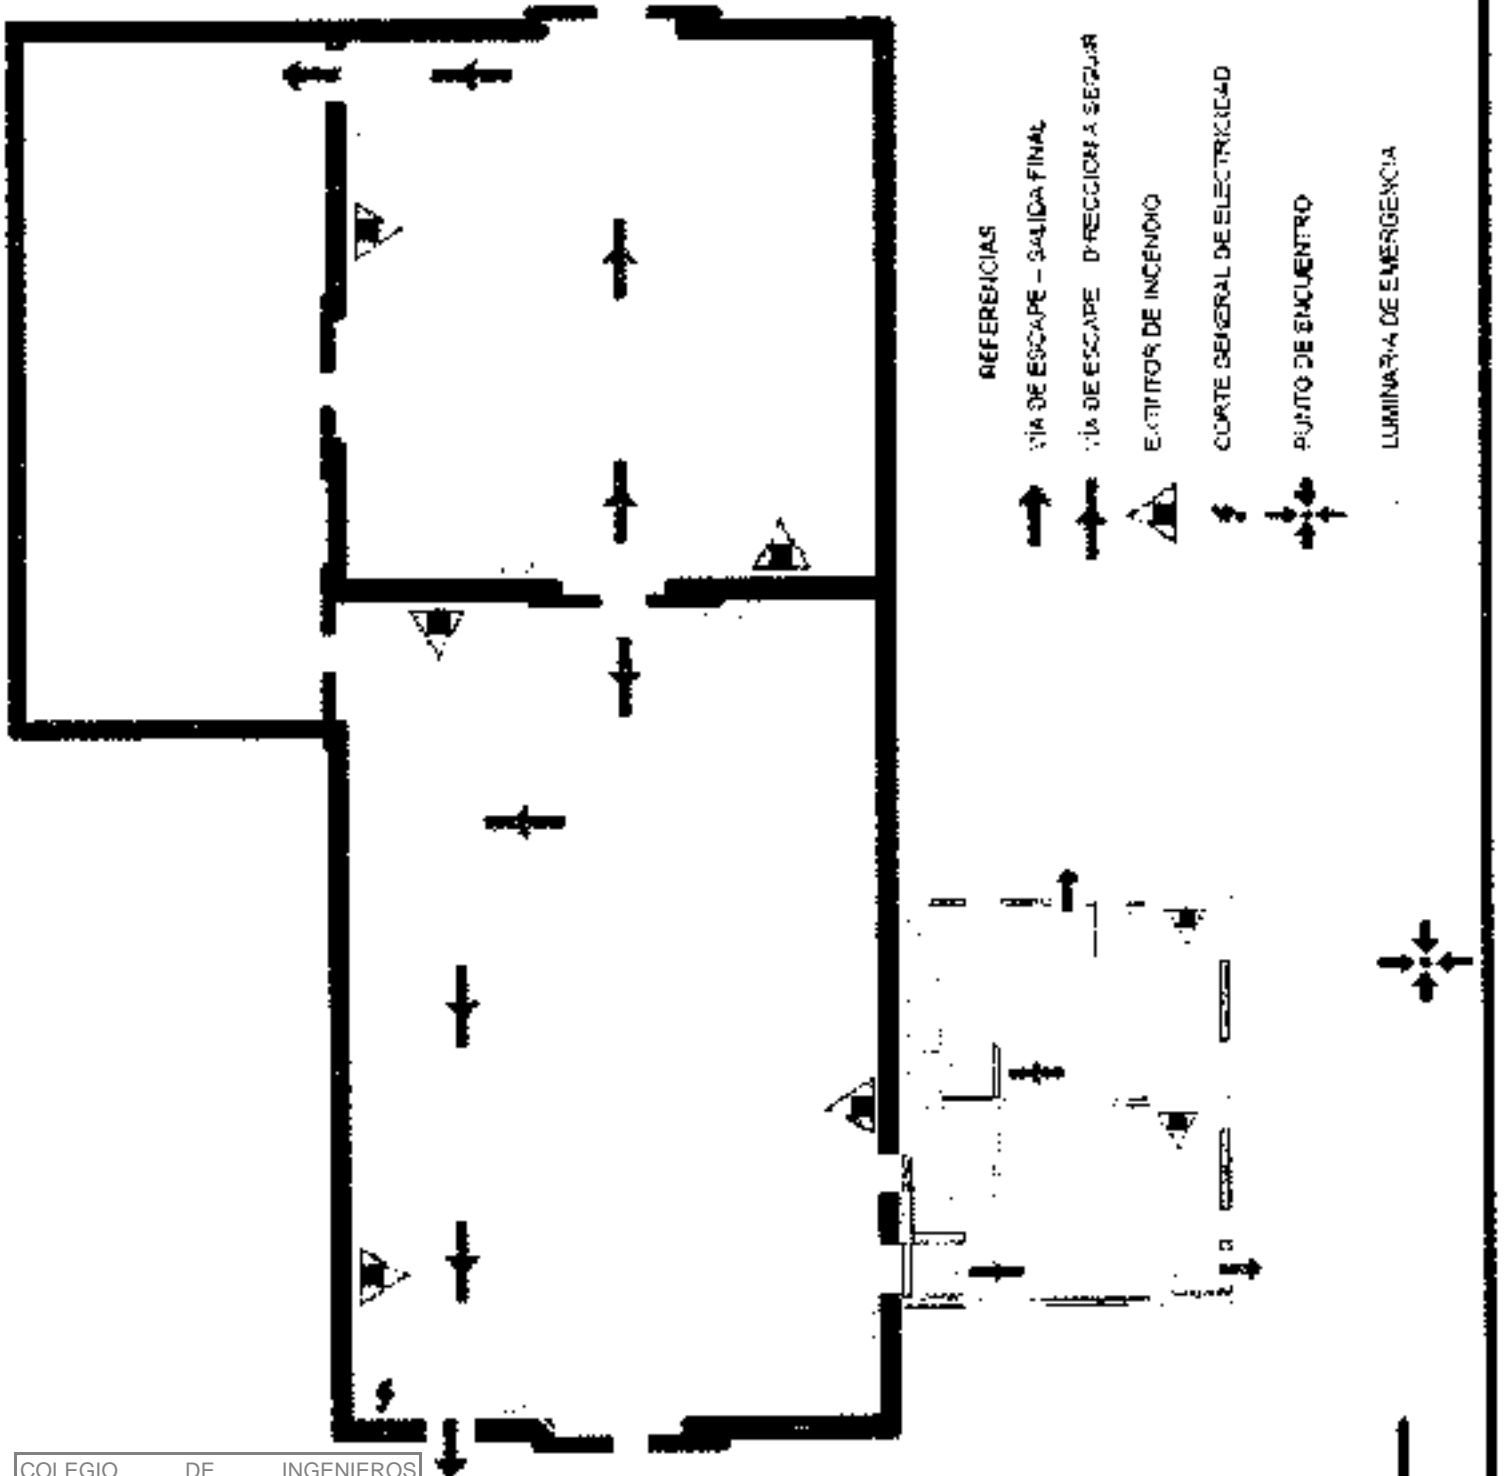 REFERENCIAS
VÍA DE ESCAPE – SALIDA FINAL
VÍA DE ESCAPE DIRECCION A SEGUIR
EXTINTOR DE INCENDIO
CORTE GENERAL DE ELECTRICIDAD
PUNTO DE ENCUENTRO
LUMINARIA DE EMERGENCIA
COLEGIO DE INGENIEROS